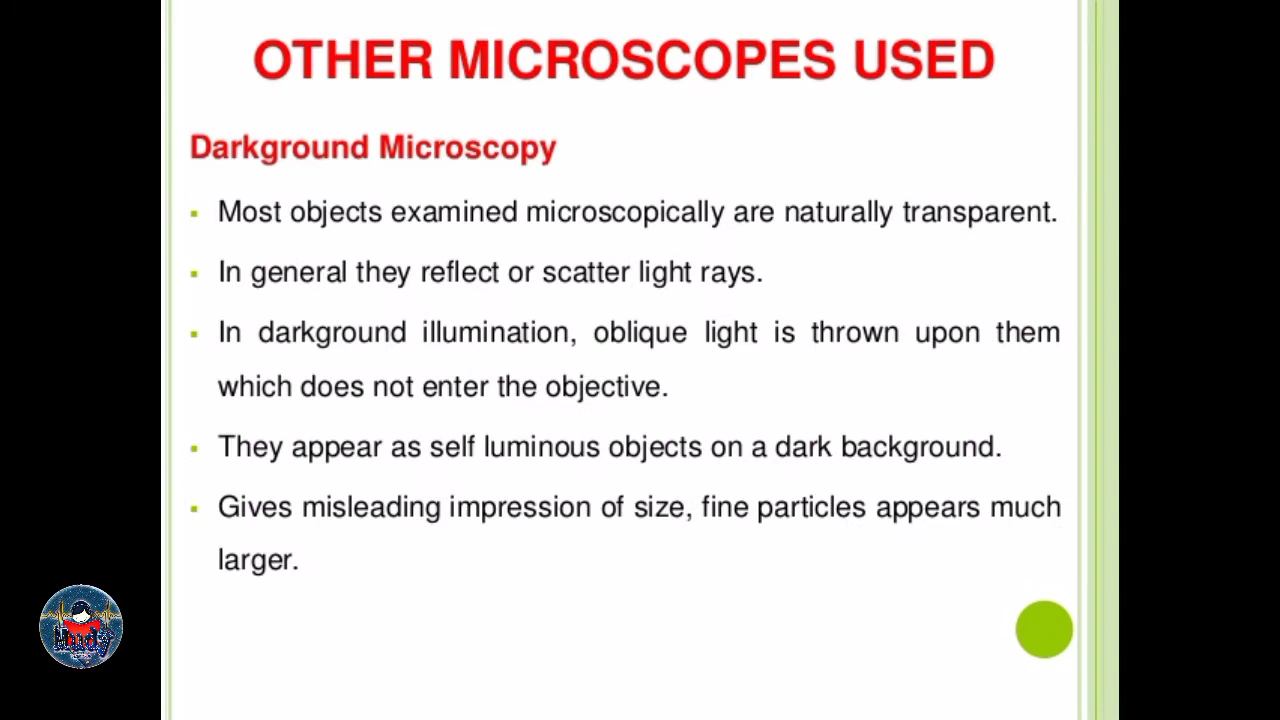 OTHER MICROSCOPES USED
Darkground Microscopy
▪ Most objects examined microscopically are naturally transparent.
▪ In general they reflect or scatter light rays.
▪ In darkground illumination, oblique light is thrown upon them
which does not enter the objective.
▪ They appear as self luminous objects on a dark background.
▪ Gives misleading impression of size, fine particles appears much
larger.